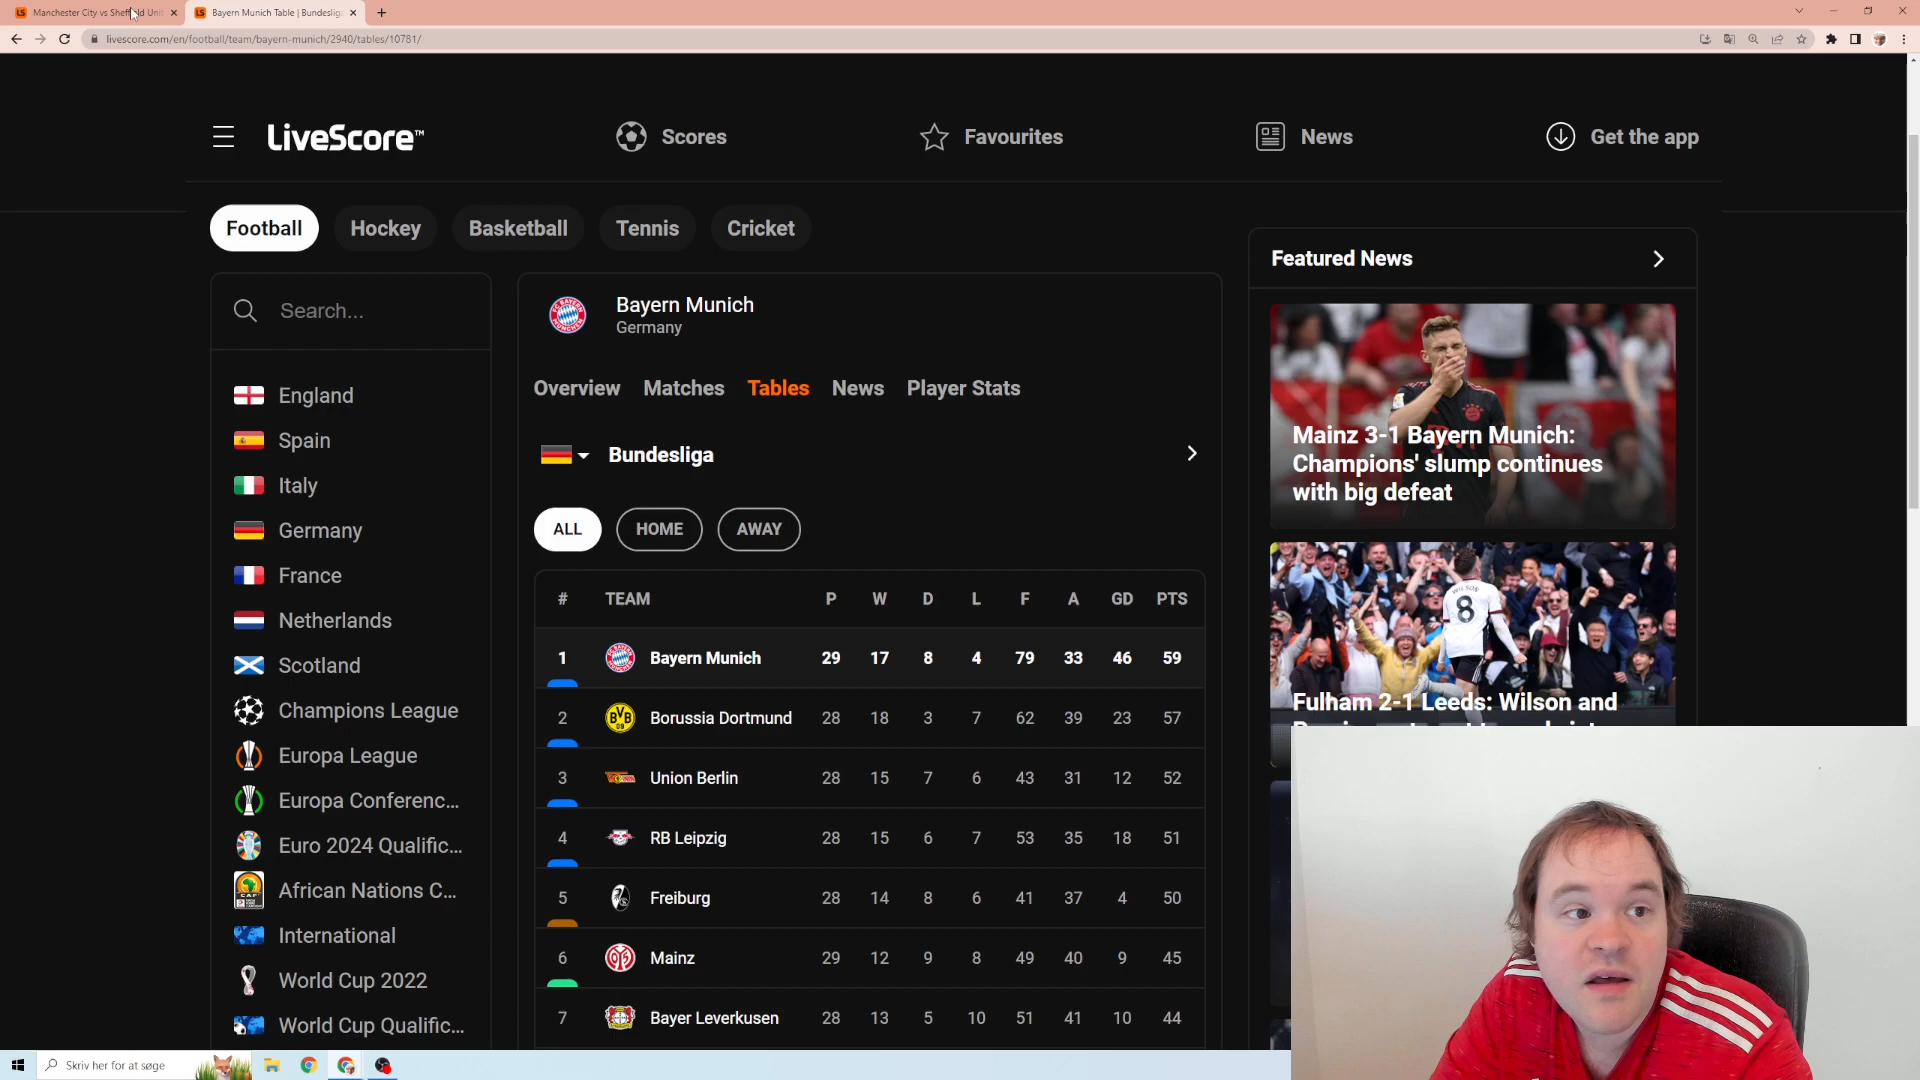 Manchester City vs Sheffield Unit
Bayern Munich Table | Bundeslig
livescore.com/en/football/team/bayern-munich/2940/tables/10781/
LiveScore™
Scores
Favourites
News
Get the app
Football
Hockey
Basketball
Tennis
Cricket
Search...
England
Spain
Italy
Germany
France
Netherlands
Scotland
Champions League
Europa League
Europa Conferenc...
Euro 2024 Qualific...
African Nations C...
International
World Cup 2022
World Cup Qualific...
Bayern Munich
Germany
Overview Matches Tables News Player Stats
Bundesliga
ALL HOME AWAY
# TEAM P W D L F A GD PTS
1 Bayern Munich 29 17 8 4 79 33 46 59
2 Borussia Dortmund 28 18 3 7 62 39 23 57
3 Union Berlin 28 15 7 6 43 31 12 52
4 RB Leipzig 28 15 6 7 53 35 18 51
5 Freiburg 28 14 8 6 41 37 4 50
6 Mainz 29 12 9 8 49 40 9 45
7 Bayer Leverkusen 28 13 5 10 51 41 10 44
Featured News
Mainz 3-1 Bayern Munich:
Champions' slump continues
with big defeat
WILSON
8
Fulham 2-1 Leeds: Wilson and
Skriv her for at søge